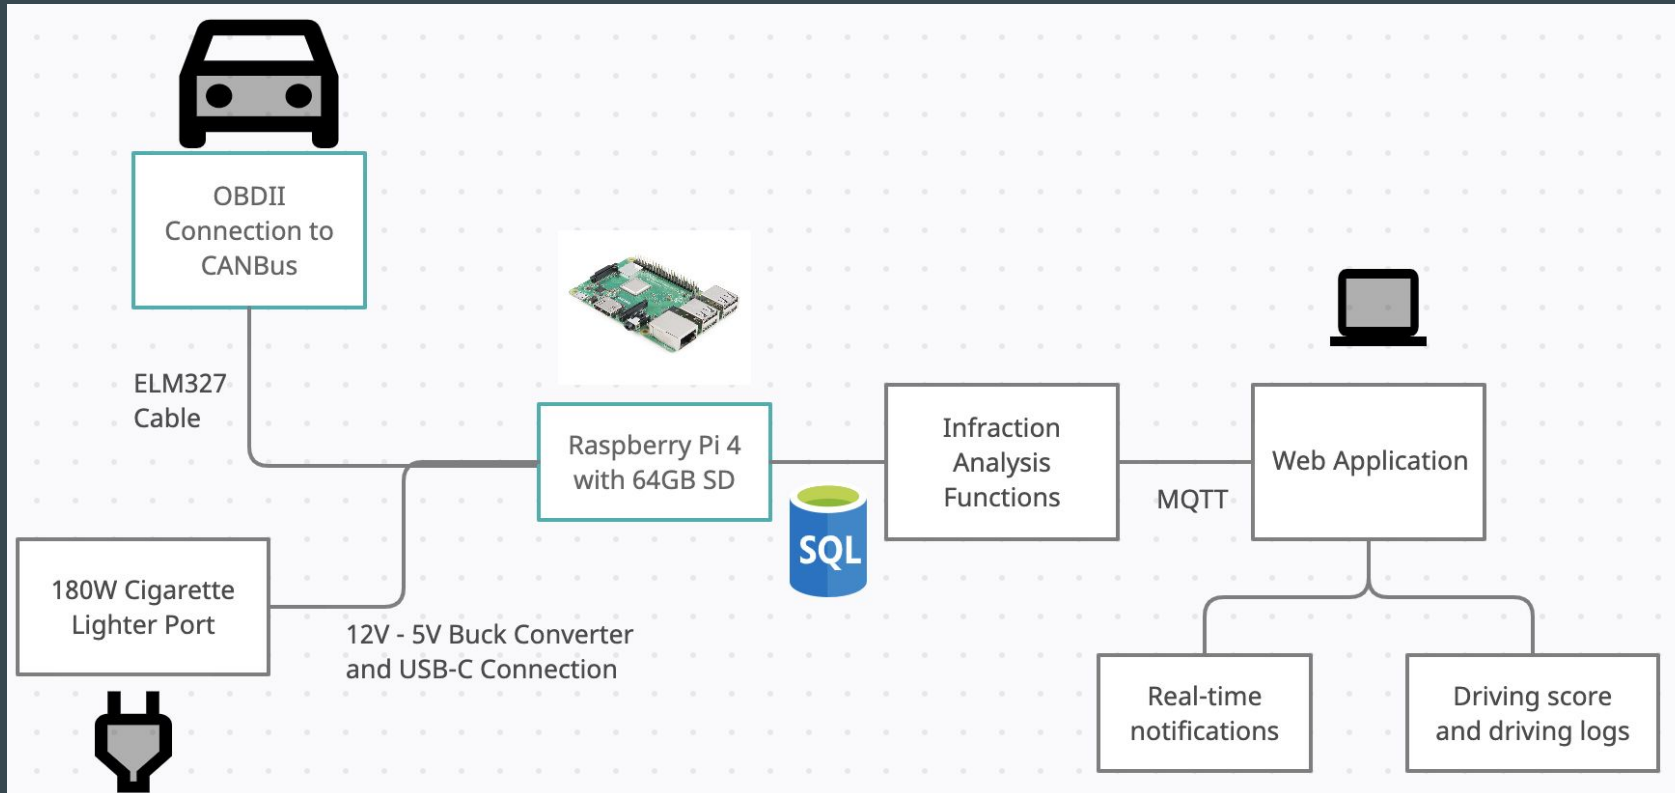 OBDII
Connection to
CANBus
ELM327
Cable
Raspberry Pi 4
with 64GB SD
SQL
Infraction
Analysis
Functions
MQTT
Web Application
180W Cigarette
Lighter Port
12V - 5V Buck Converter
and USB-C Connection
Real-time
notifications
Driving score
and driving logs